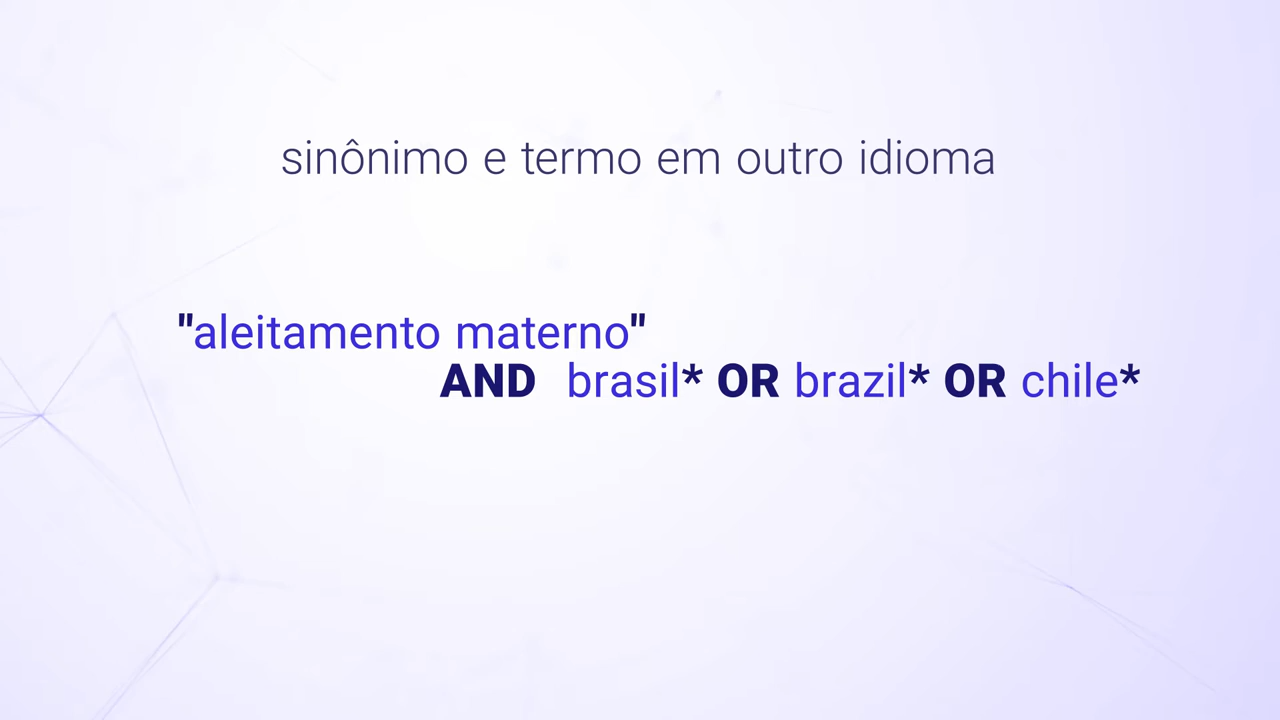 sinônimo e termo em outro idioma
"aleitamento materno"
AND brasil* OR brazil* OR chile*